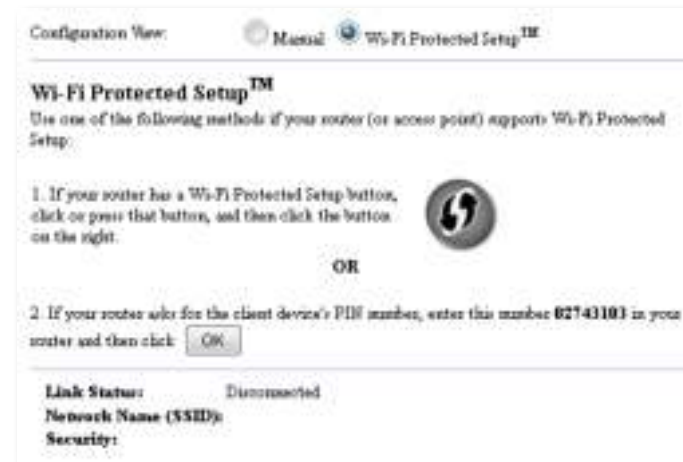 Configuration View: Manual Wi-Fi Protected Setup™
Wi-Fi Protected Setup™
Use one of the following methods if your router (or access point) supports Wi-Fi Protected
Setup:
1. If your router has a Wi-Fi Protected Setup button,
click or press that button, and then click the button
on the right.
OR
2. If your router asks for the client device's PIN number, enter this number 02743103 in your
router and then click OK
Link Status: Disconnected
Network Name (SSID):
Security: